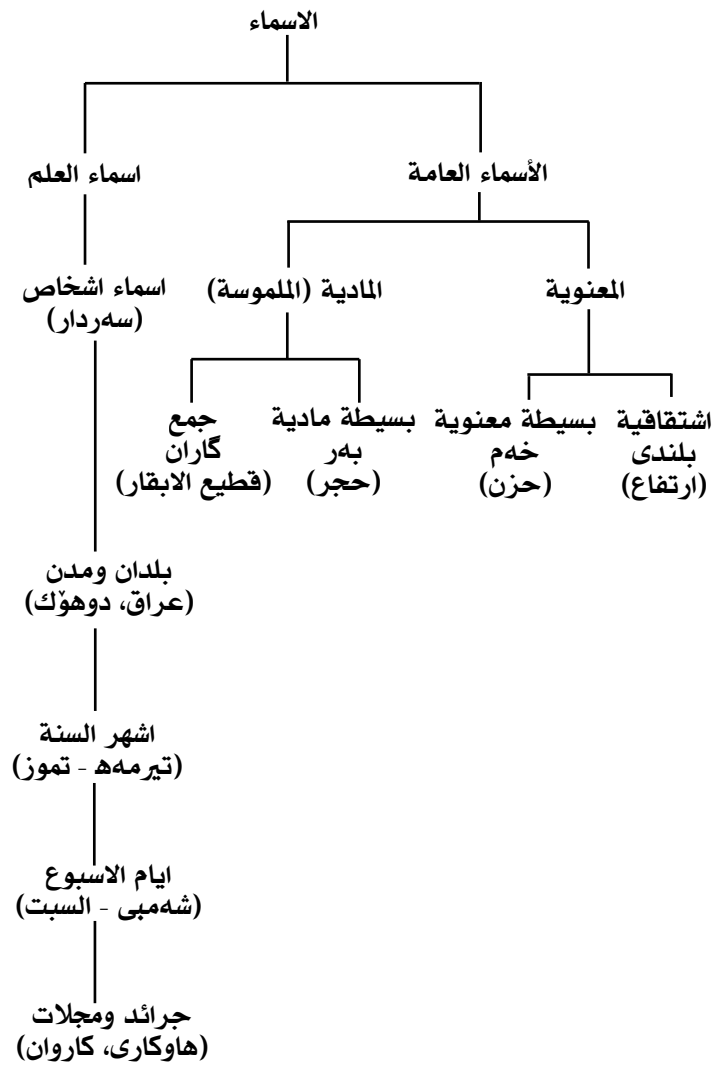 الاسماء
الأسماء العامة
اسماء العلم
المعنوية
المادية (الملموسة)
اسماء اشخاص
(سەردار)
اشتقاقية
بلندى
(ارتفاع)
بسيطة معنوية
خەم
(حزن)
بسيطة مادية
بەر
(حجر)
جمع
گاران
(قطيع الابقار)
بلدان ومدن
(عراق، دوهۆك)
اشهر السنة
(تيرمەھ - تموز)
ايام الاسبوع
(شەمبى - السبت)
جرائد ومجلات
(هاوكارى، كاروان)